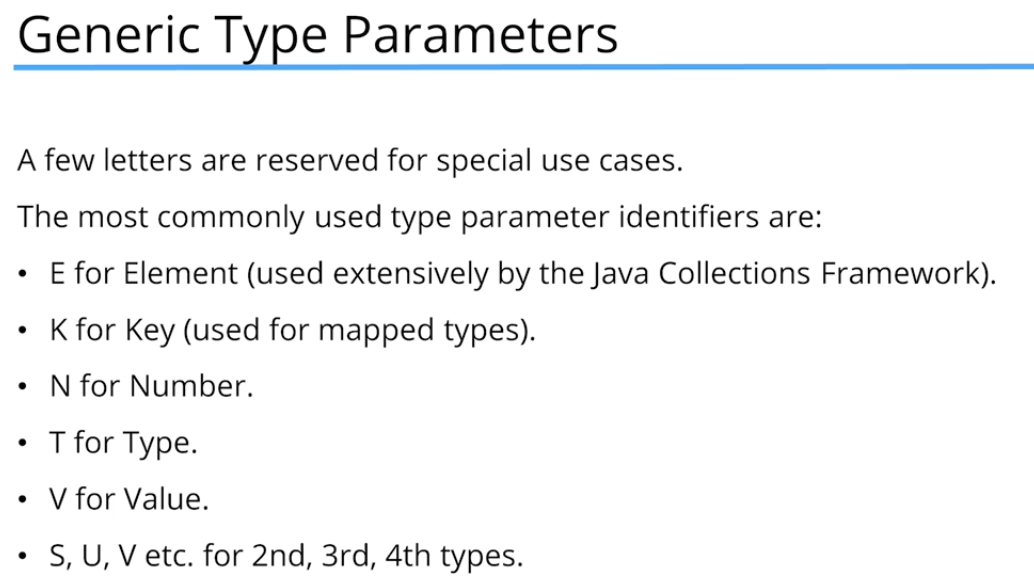 Generic Type Parameters
A few letters are reserved for special use cases.
The most commonly used type parameter identifiers are:
• E for Element (used extensively by the Java Collections Framework).
• K for Key (used for mapped types).
• N for Number.
• T for Type.
• V for Value.
• S, U, V etc. for 2nd, 3rd, 4th types.